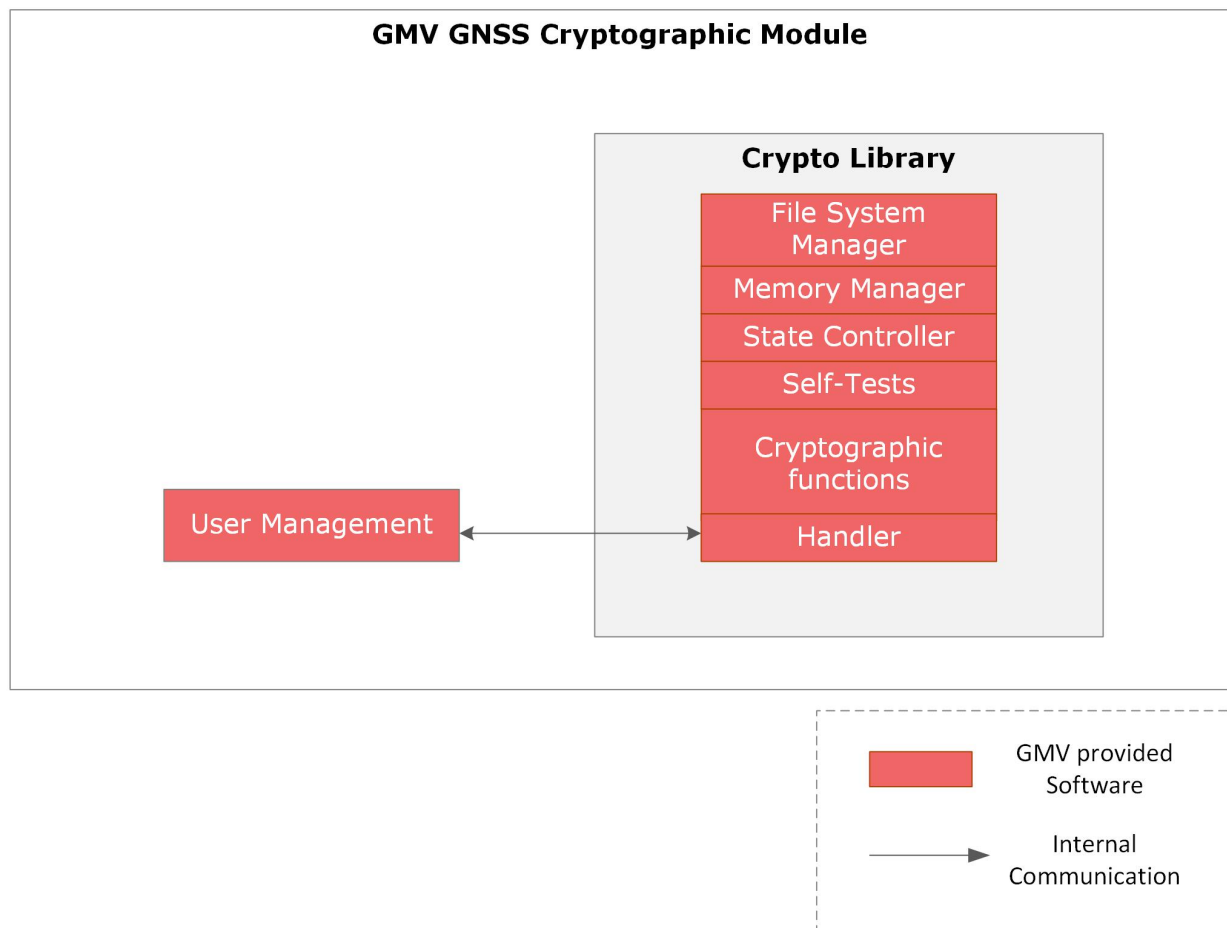 GMV GNSS Cryptographic Module
Crypto Library
File System
Manager
Memory Manager
State Controller
Self-Tests
Cryptographic
functions
Handler
User Management
GMV provided
Software
Internal
Communication